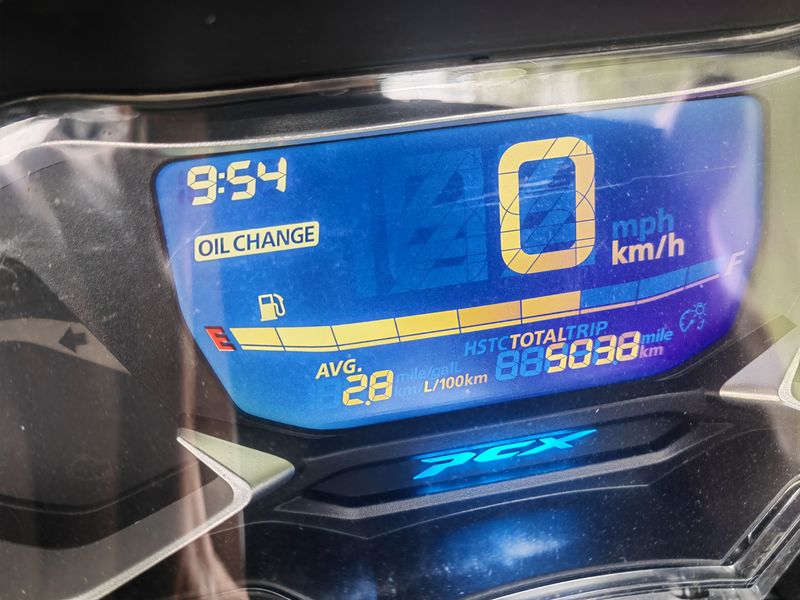 9:54
0
mph
km/h
OIL CHANGE
E
F
HSTC TOTAL TRIP
AVG.
2.8
mile/galL
km/L/100km
5038
mile
km
PCX